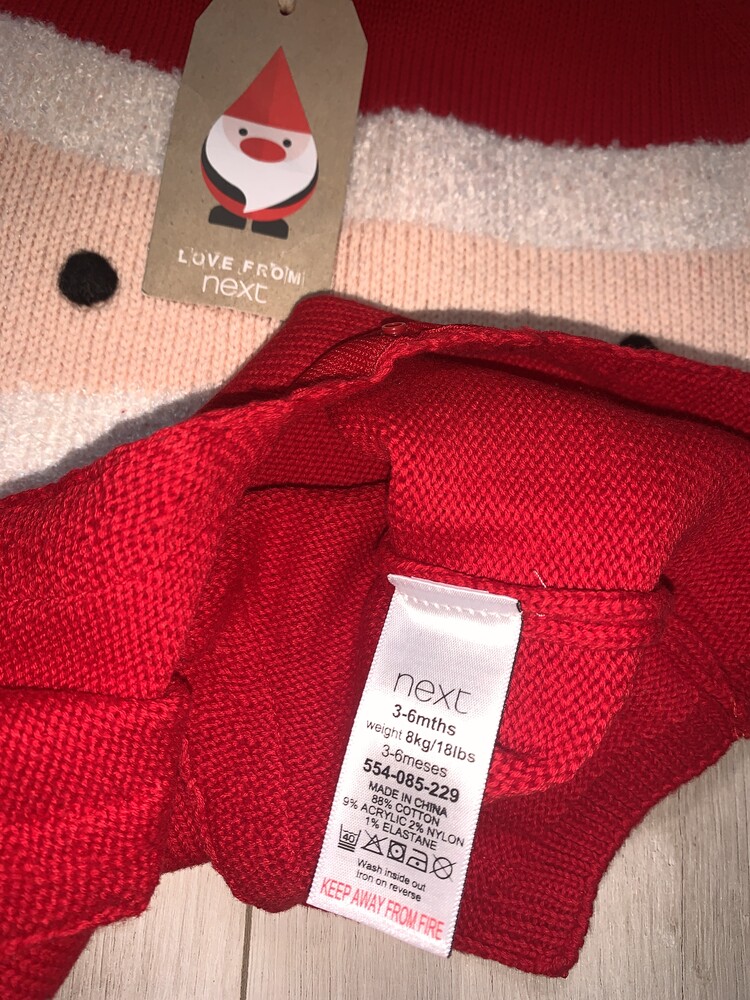 LOVE FROM
next
next
3-6mths
weight 8kg/18lbs
3-6meses
554-085-229
MADE IN CHINA
88% COTTON
9% ACRYLIC 2% NYLON
1% ELASTANE
40
Wash inside out
Iron on reverse
KEEP AWAY FROM FIRE